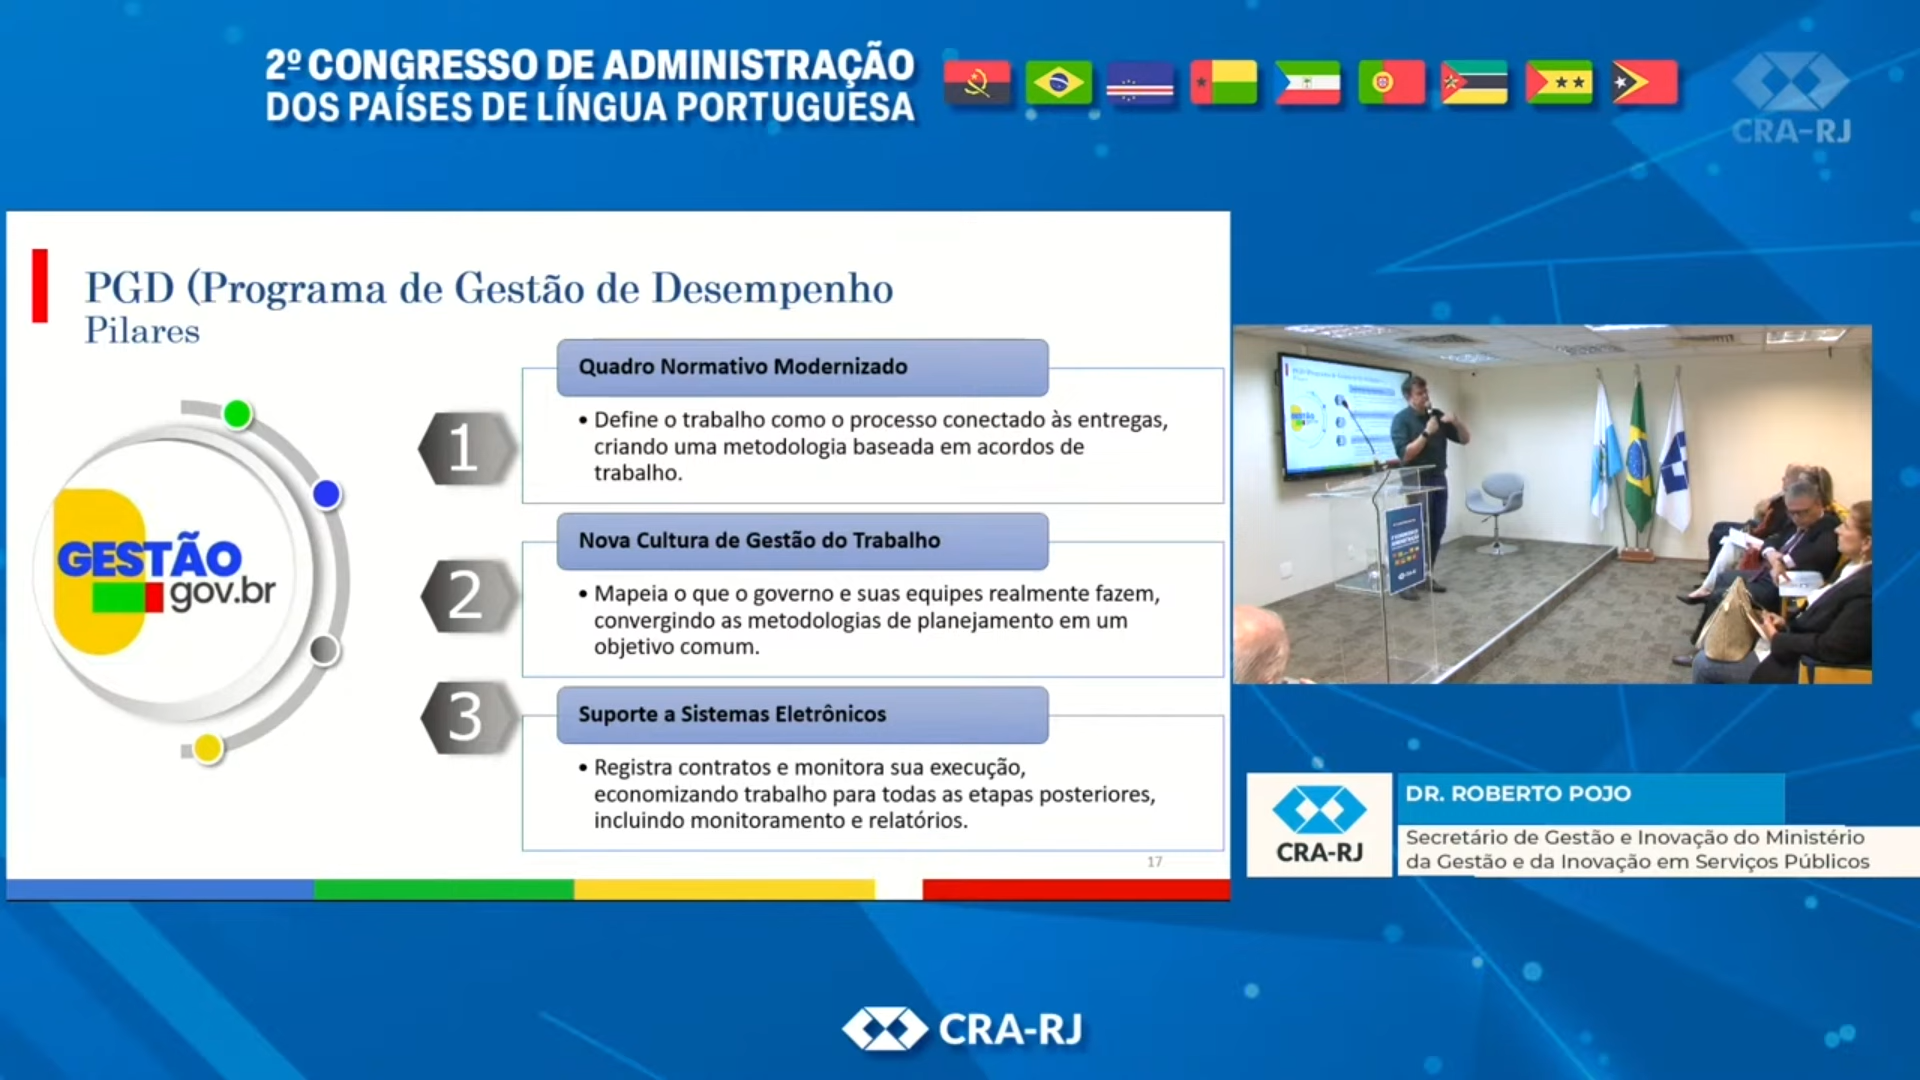 2º CONGRESSO DE ADMINISTRAÇÃO
DOS PAÍSES DE LÍNGUA PORTUGUESA
CRA-RJ
PGD (Programa de Gestão de Desempenho
Pilares
GESTÃO
gov.br
1
Quadro Normativo Modernizado
• Define o trabalho como o processo conectado às entregas,
criando uma metodologia baseada em acordos de
trabalho.
2
Nova Cultura de Gestão do Trabalho
• Mapeia o que o governo e suas equipes realmente fazem,
convergindo as metodologias de planejamento em um
objetivo comum.
3
Suporte a Sistemas Eletrônicos
• Registra contratos e monitora sua execução,
economizando trabalho para todas as etapas posteriores,
incluindo monitoramento e relatórios.
17
CRA-RJ
DR. ROBERTO POJO
Secretário de Gestão e Inovação do Ministério
da Gestão e da Inovação em Serviços Públicos
CRA-RJ